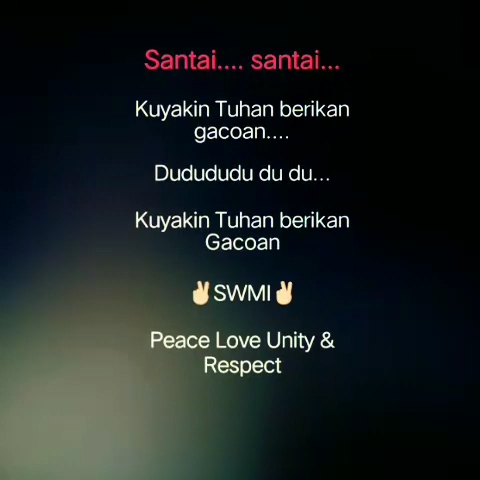 Santai.... santai...
Kuyakin Tuhan berikan
gacoan....
Dudududu du du...
Kuyakin Tuhan berikan
Gacoan
✌🏻SWMI✌🏻
Peace Love Unity &
Respect